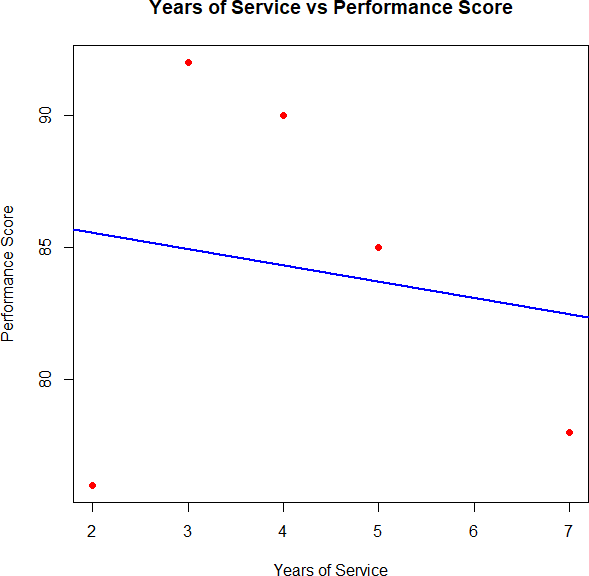 Years of Service vs Performance Score
Performance Score
90
85
80
2 3 4 5 6 7
Years of Service